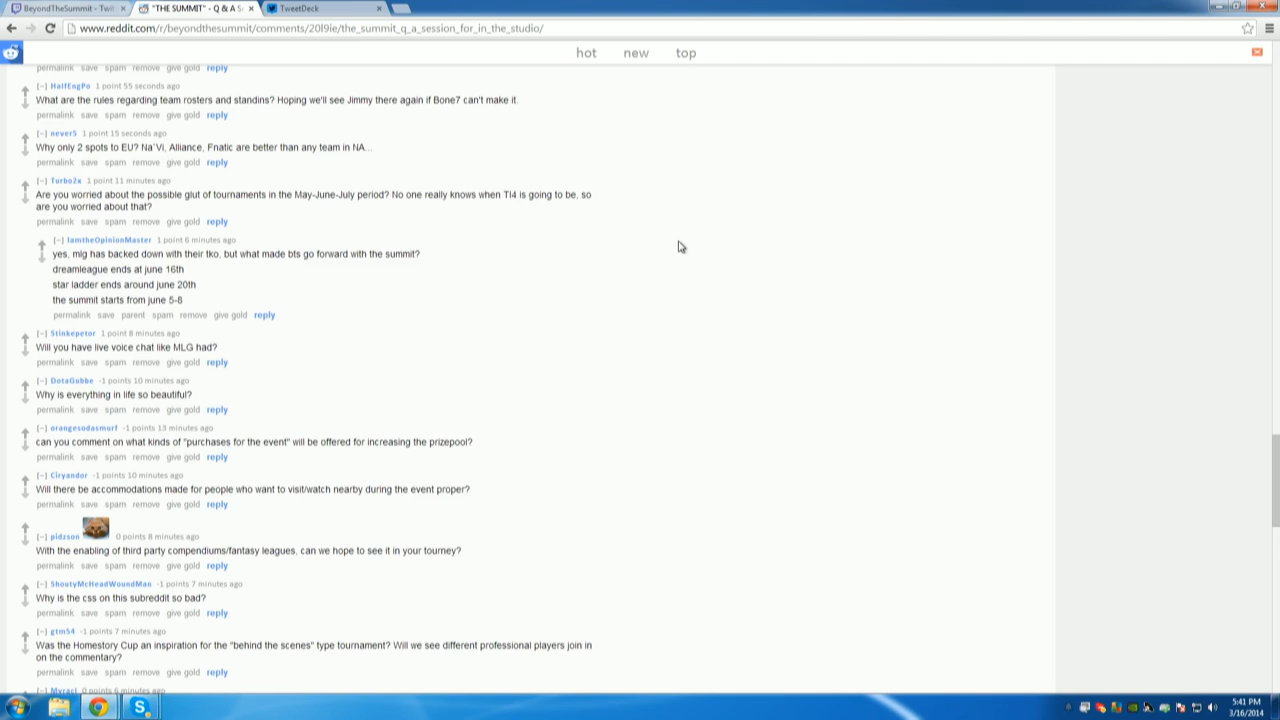 BeyondTheSummit - Twit
"THE SUMMIT" - Q & A S
TweetDeck
www.reddit.com/r/beyondthesummit/comments/20l9ie/the_summit_q_a_session_for_in_the_studio/
hot new top
permalink save spam remove give gold reply
[–] HalfEngPo 1 point 55 seconds ago
What are the rules regarding team rosters and standins? Hoping we'll see Jimmy there again if Bone7 can't make it.
permalink save spam remove give gold reply
[–] never5 1 point 15 seconds ago
Why only 2 spots to EU? Na`Vi, Alliance, Fnatic are better than any team in NA...
permalink save spam remove give gold reply
[–] Turbo2x 1 point 11 minutes ago
Are you worried about the possible glut of tournaments in the May-June-July period? No one really knows when TI4 is going to be, so
are you worried about that?
permalink save spam remove give gold reply
[–] IamtheOpinionMaster 1 point 6 minutes ago
yes, mlg has backed down with their tko, but what made bts go forward with the summit?
dreamleague ends at june 16th
star ladder ends around june 20th
the summit starts from june 5-8
permalink save parent spam remove give gold reply
[–] Stinkepeter 1 point 8 minutes ago
Will you have live voice chat like MLG had?
permalink save spam remove give gold reply
[–] DotaGubbe -1 points 10 minutes ago
Why is everything in life so beautiful?
permalink save spam remove give gold reply
[–] orangesodasmurf -1 points 13 minutes ago
can you comment on what kinds of "purchases for the event" will be offered for increasing the prizepool?
permalink save spam remove give gold reply
[–] Ciryandor -1 points 10 minutes ago
Will there be accommodations made for people who want to visit/watch nearby during the event proper?
permalink save spam remove give gold reply
[–] pidzson 0 points 8 minutes ago
With the enabling of third party compendiums/fantasy leagues, can we hope to see it in your tourney?
permalink save spam remove give gold reply
[–] ShoutyMcHeadWoundMan -1 points 7 minutes ago
Why is the css on this subreddit so bad?
permalink save spam remove give gold reply
[–] gtm54 -1 points 7 minutes ago
Was the Homestory Cup an inspiration for the "behind the scenes" type tournament? Will we see different professional players join in
on the commentary?
permalink save spam remove give gold reply
[–] Myracl 0 points 6 minutes ago
5:41 PM
3/16/2014